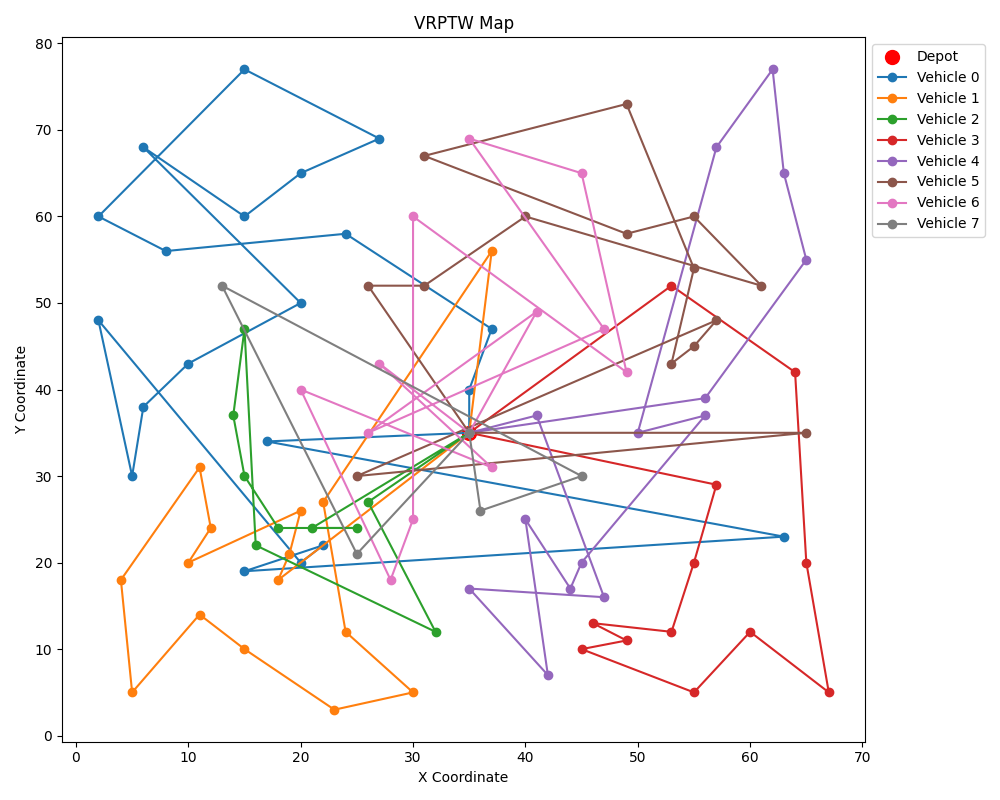 VRPTW Map
Y Coordinate
80
70
60
50
40
30
20
10
0
0 10 20 30 40 50 60 70
X Coordinate
Depot
Vehicle 0
Vehicle 1
Vehicle 2
Vehicle 3
Vehicle 4
Vehicle 5
Vehicle 6
Vehicle 7